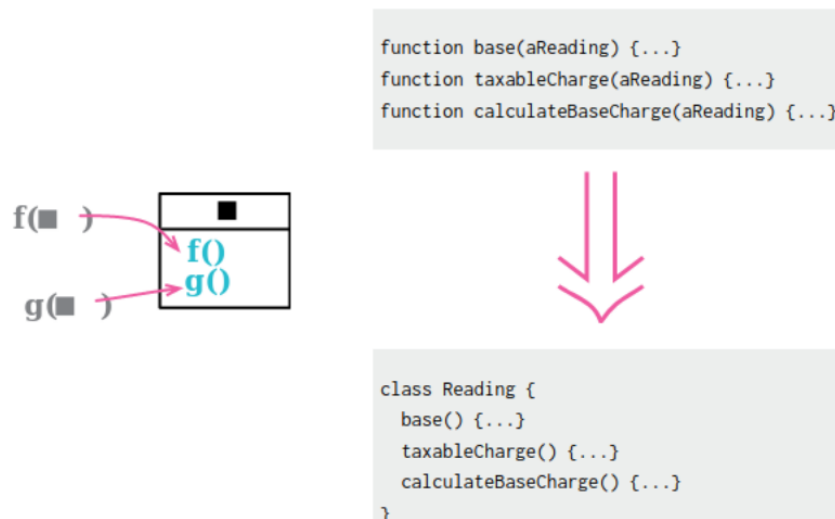 function base(aReading) {...}
function taxableCharge(aReading) {...}
function calculateBaseCharge(aReading) {...}
f(■ )
f()
g()
g(■ )
class Reading {
base() {...}
taxableCharge() {...}
calculateBaseCharge() {...}
}